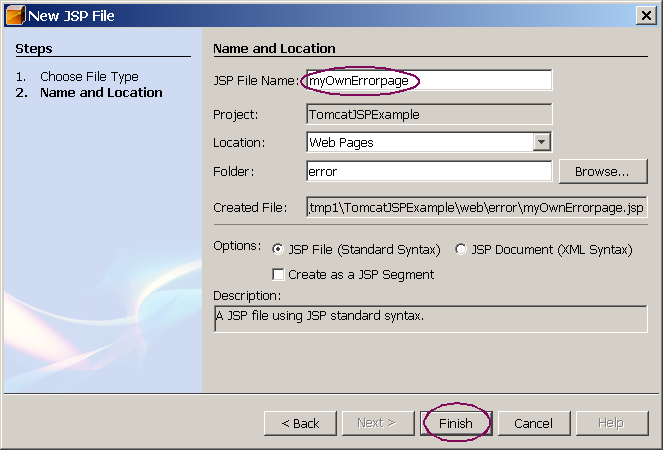 New JSP File
Steps
1. Choose File Type
2. Name and Location
Name and Location
JSP File Name: myOwnErrorpage
Project: TomcatJSPExample
Location: Web Pages
Folder: error Browse...
Created File: tmp1\TomcatJSPExample\web\error\myOwnErrorpage.jsp
Options: JSP File (Standard Syntax) JSP Document (XML Syntax)
Create as a JSP Segment
Description:
A JSP file using JSP standard syntax.
< Back Next > Finish Cancel Help